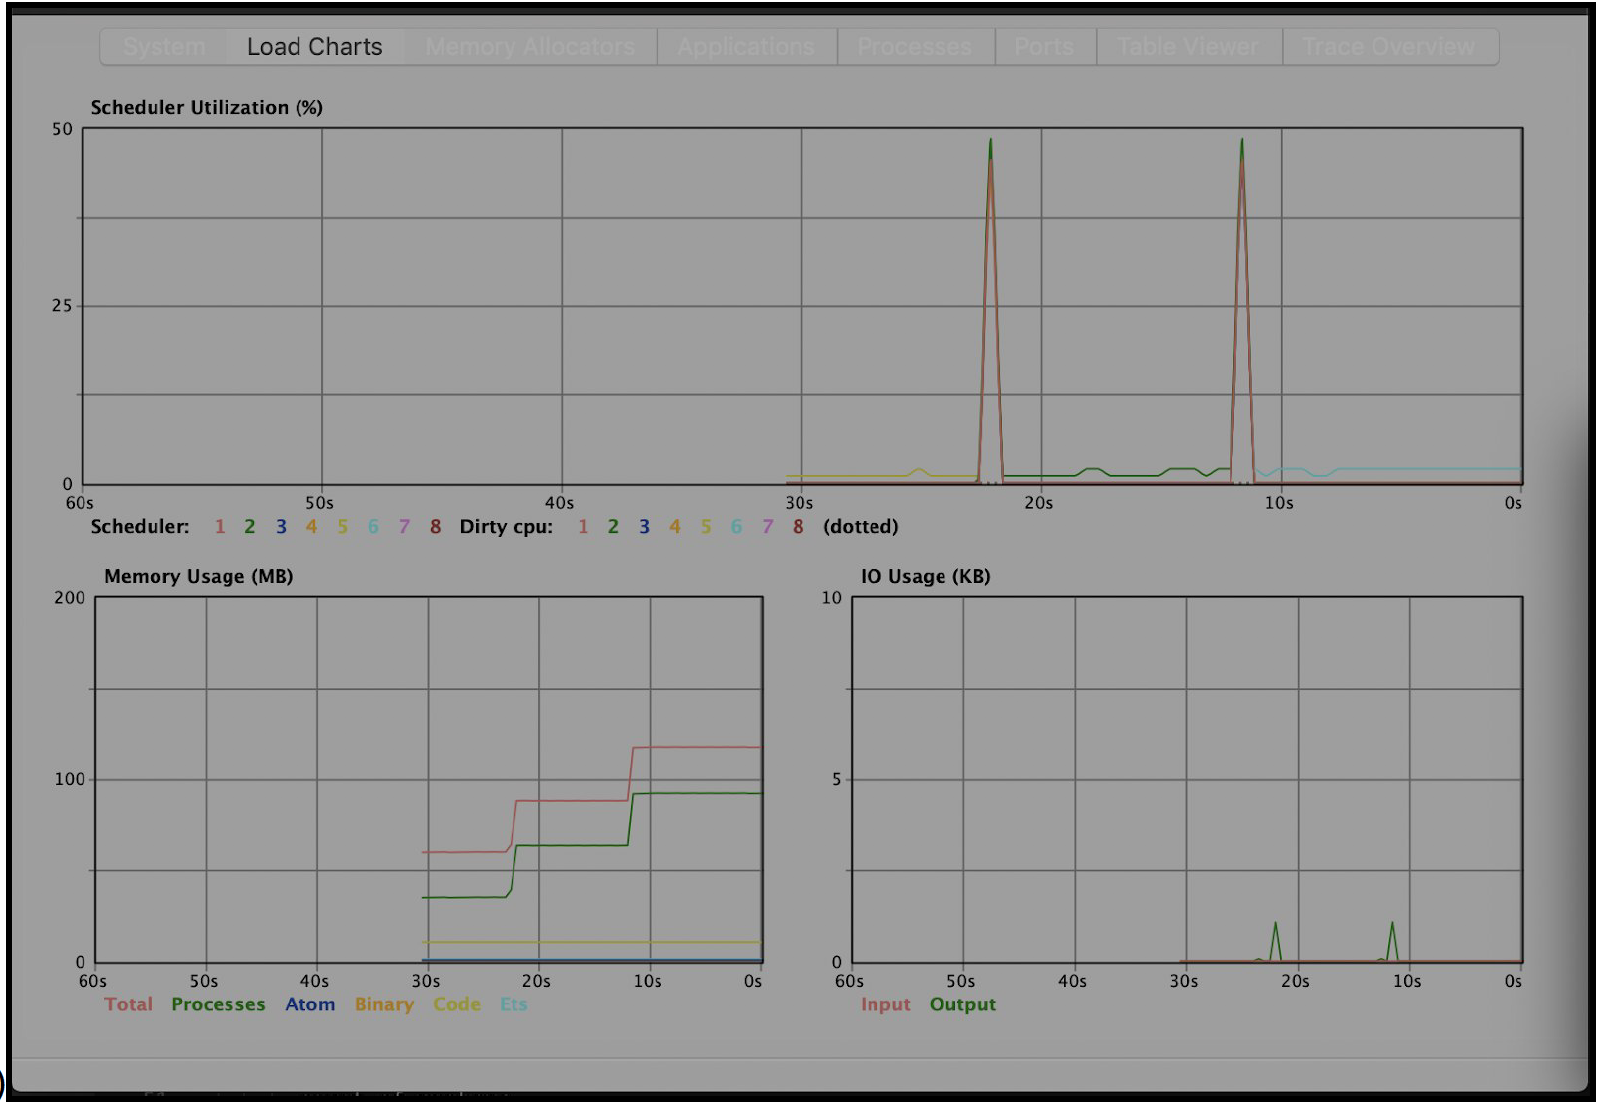 System Load Charts Memory Allocators Applications Processes Ports Table Viewer Trace Overview
Scheduler Utilization (%)
50
25
0
60s 50s 40s 30s 20s 10s 0s
Scheduler: 1 2 3 4 5 6 7 8 Dirty cpu: 1 2 3 4 5 6 7 8 (dotted)
Memory Usage (MB)
200
100
0
60s 50s 40s 30s 20s 10s 0s
Total Processes Atom Binary Code Ets
IO Usage (KB)
10
5
0
60s 50s 40s 30s 20s 10s 0s
Input Output